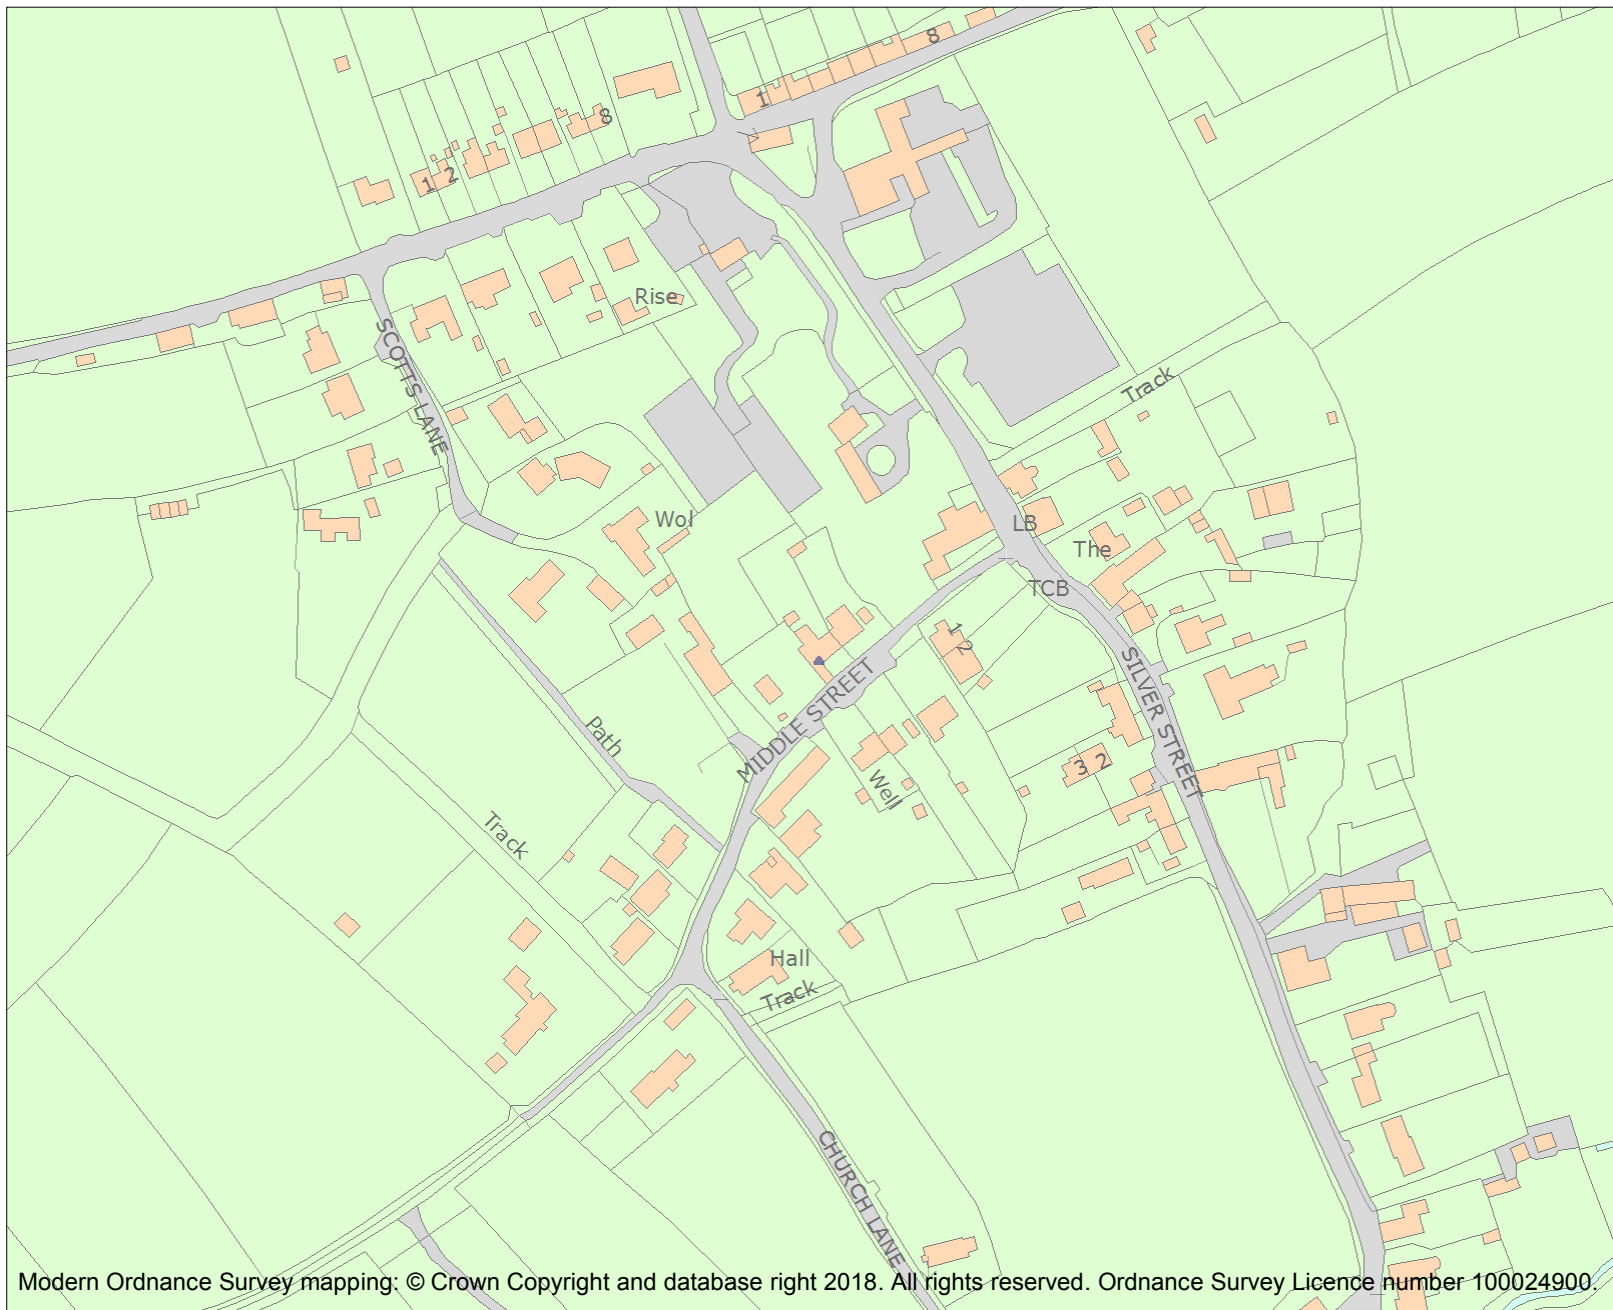 8
1
8
1 2
Rise
SCOTTS LANE
Track
Wol
LB
The
TCB
1 2
SILVER STREET
MIDDLE STREET
Path
3 2
Well
Track
Hall
Track
CHURCH LANE
Modern Ordnance Survey mapping: © Crown Copyright and database right 2018. All rights reserved. Ordnance Survey Licence number 100024900.